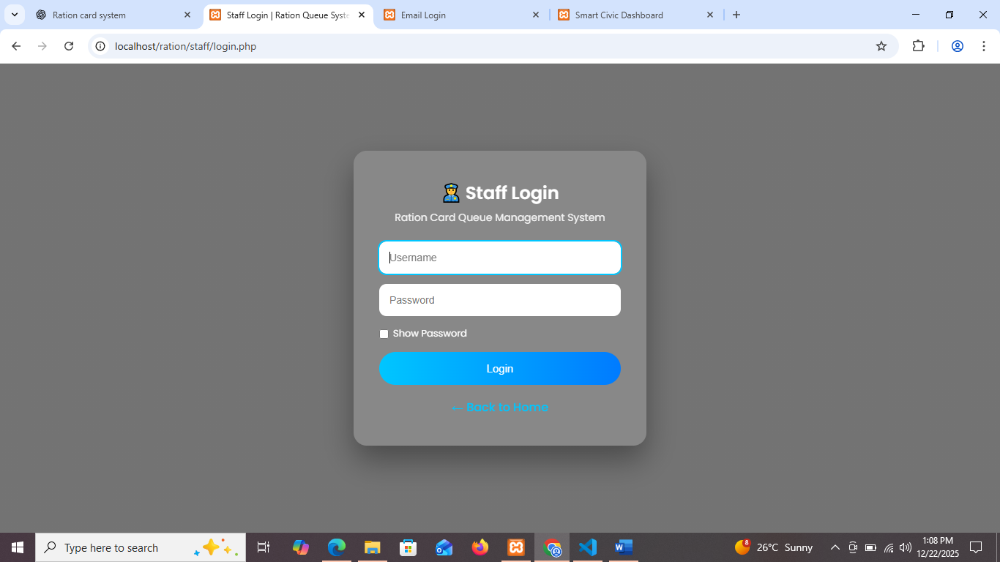 Ration card system
Staff Login | Ration Queue Syste
Email Login
Smart Civic Dashboard
localhost/ration/staff/login.php
Staff Login
Ration Card Queue Management System
Username
Password
Show Password
Login
← Back to Home
Type here to search
8
26°C Sunny
1:08 PM
12/22/2025